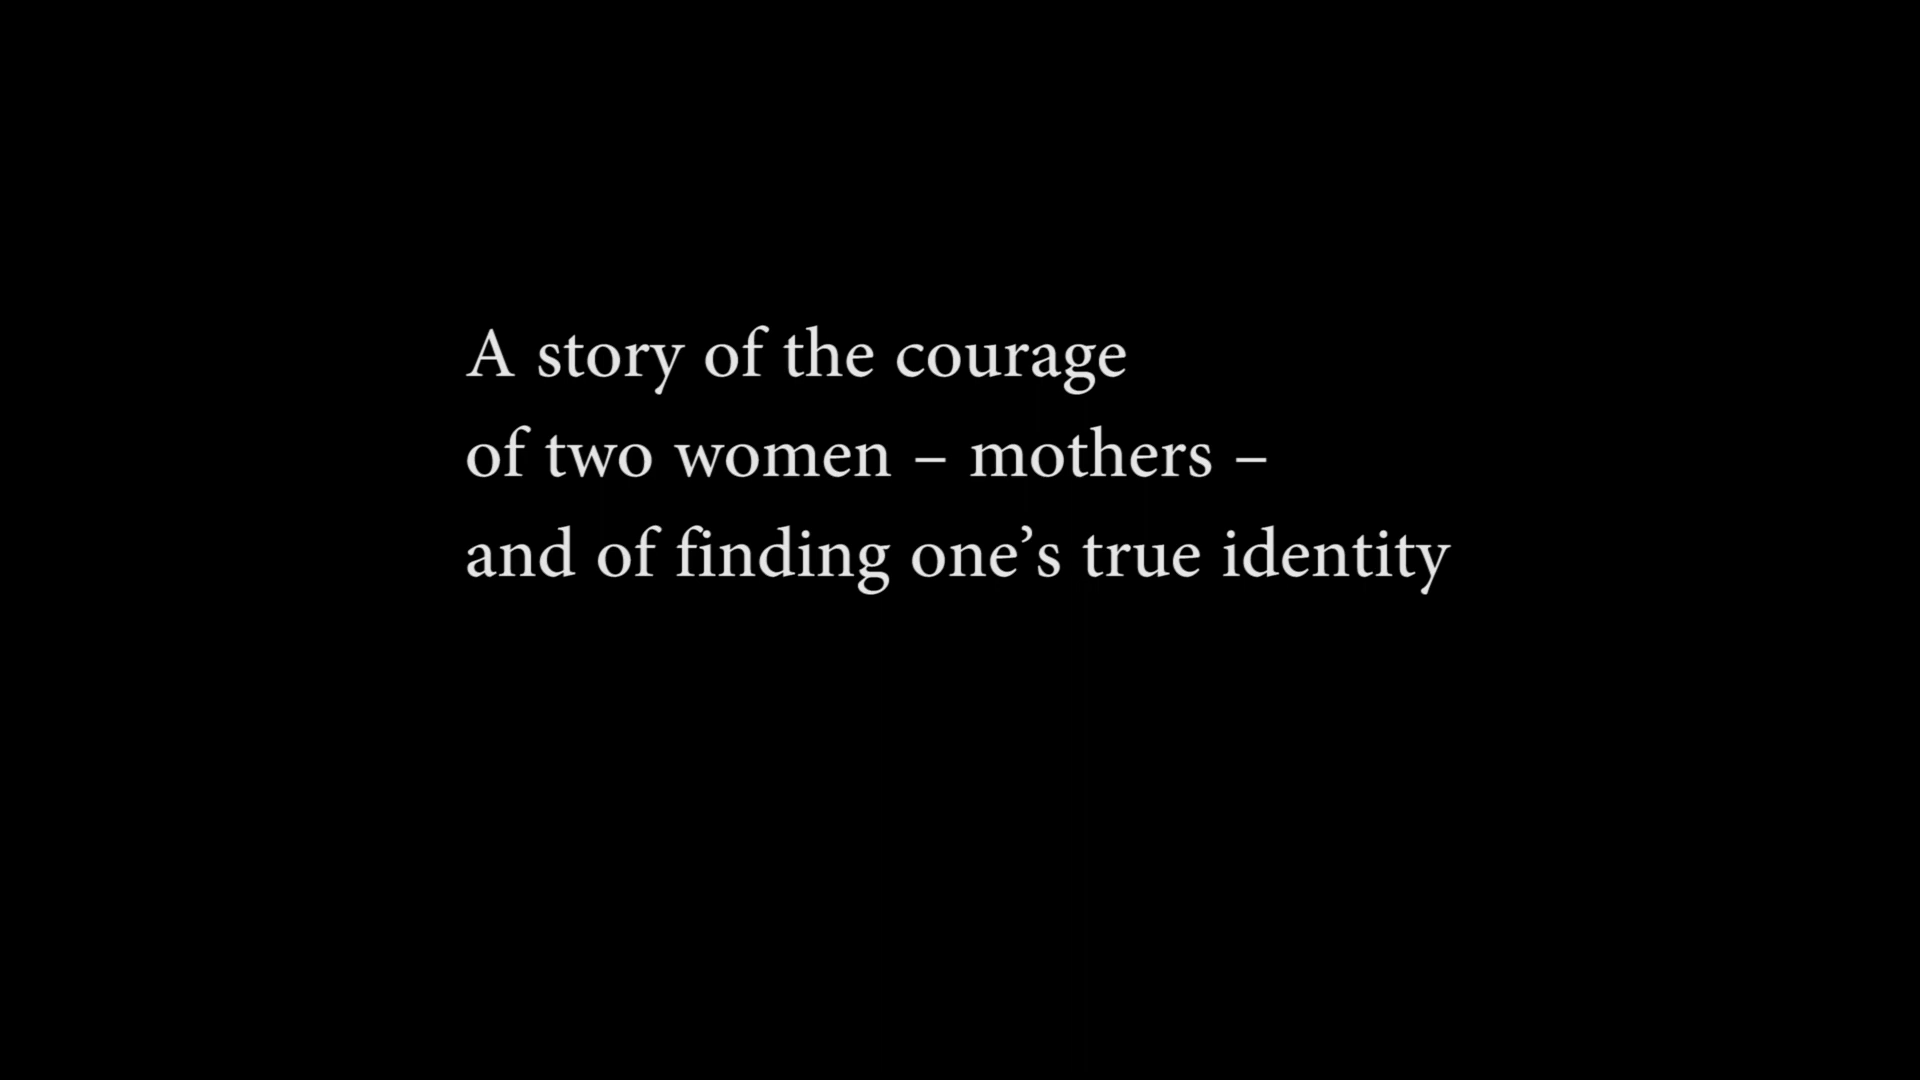 A story of the courage
of two women – mothers –
and of finding one’s true identity